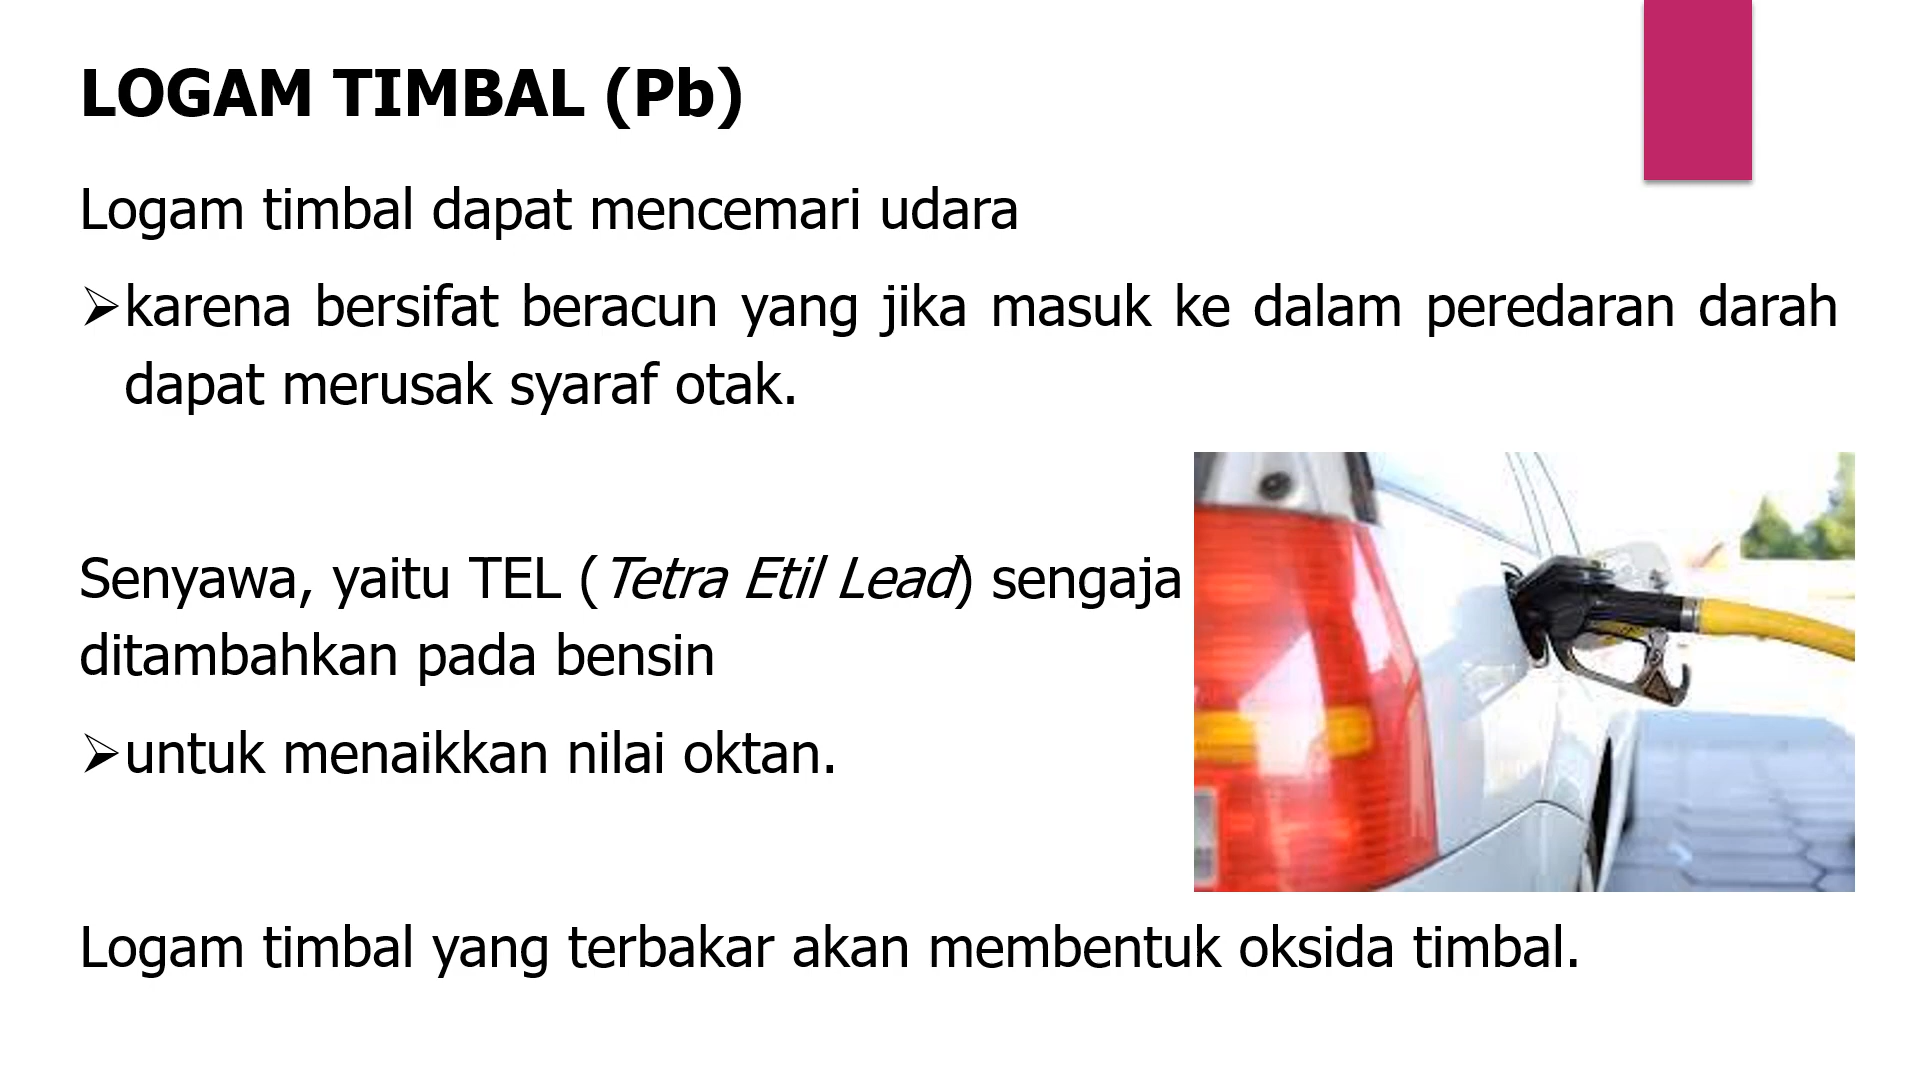 LOGAM TIMBAL (Pb)
Logam timbal dapat mencemari udara
➢karena bersifat beracun yang jika masuk ke dalam peredaran darah
dapat merusak syaraf otak.
Senyawa, yaitu TEL (Tetra Etil Lead) sengaja
ditambahkan pada bensin
➢untuk menaikkan nilai oktan.
Logam timbal yang terbakar akan membentuk oksida timbal.